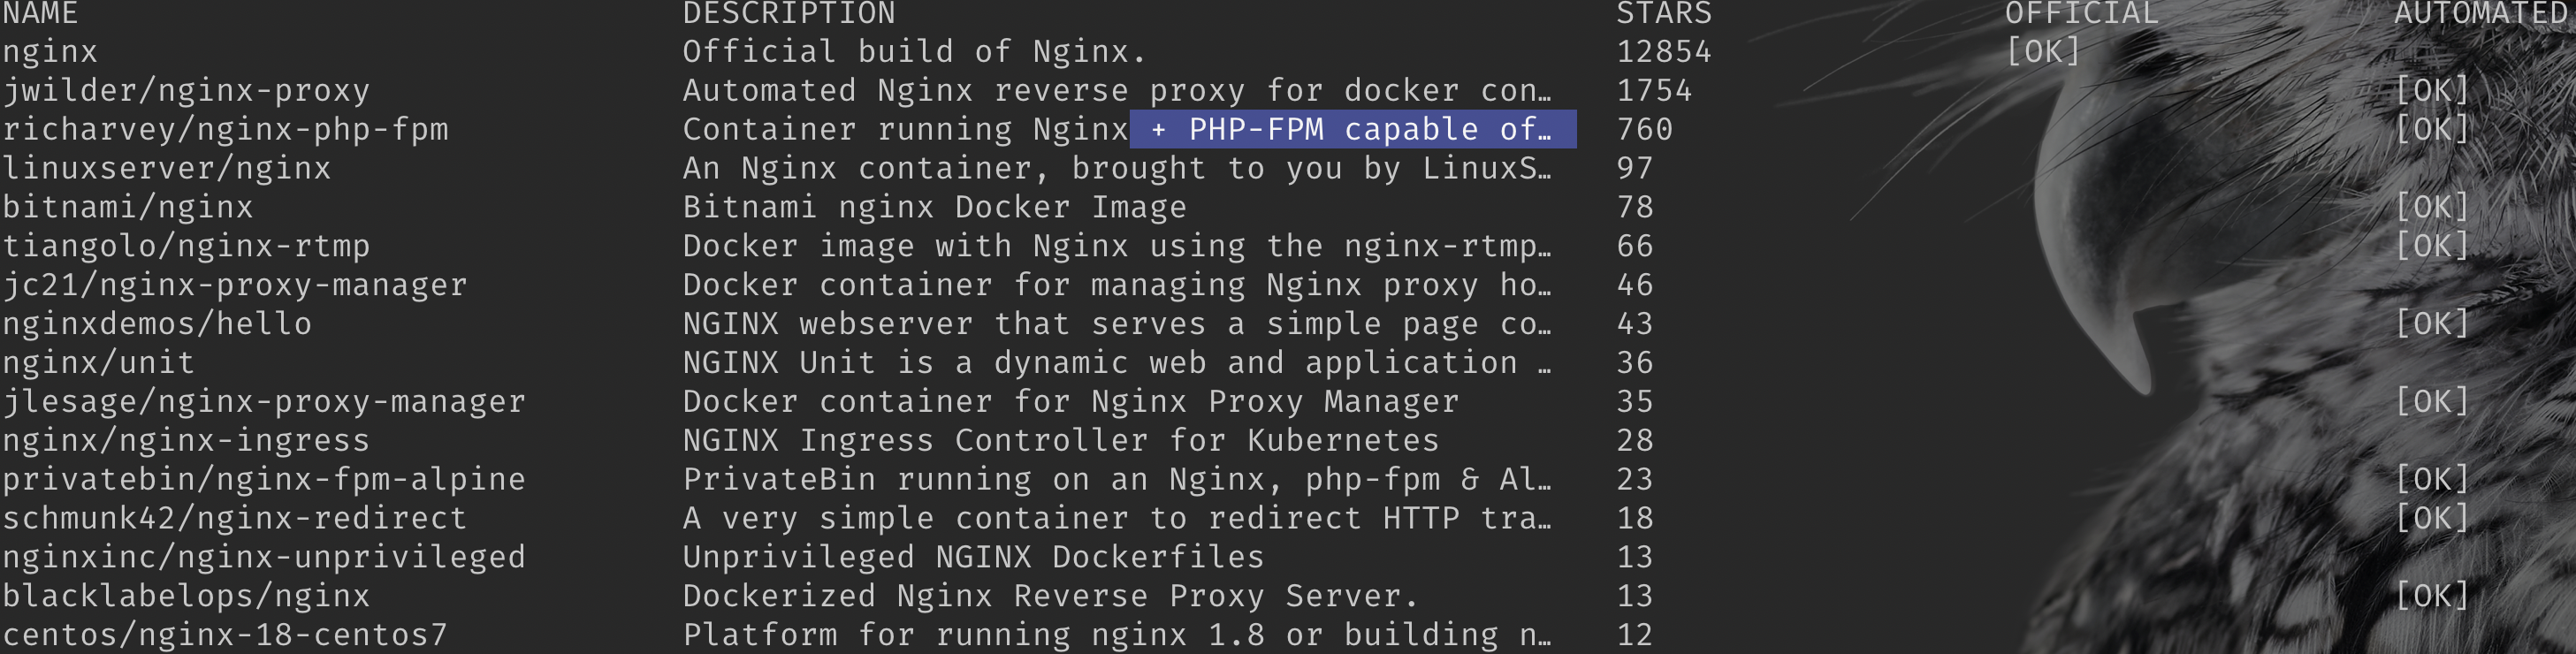 NAME DESCRIPTION STARS OFFICIAL AUTOMATED
nginx Official build of Nginx. 12854 [OK]
jwilder/nginx-proxy Automated Nginx reverse proxy for docker con… 1754 [OK]
richarvey/nginx-php-fpm Container running Nginx + PHP-FPM capable of… 760 [OK]
linuxserver/nginx An Nginx container, brought to you by LinuxS… 97
bitnami/nginx Bitnami nginx Docker Image 78 [OK]
tiangolo/nginx-rtmp Docker image with Nginx using the nginx-rtmp… 66 [OK]
jc21/nginx-proxy-manager Docker container for managing Nginx proxy ho… 46
nginxdemos/hello NGINX webserver that serves a simple page co… 43 [OK]
nginx/unit NGINX Unit is a dynamic web and application … 36
jlesage/nginx-proxy-manager Docker container for Nginx Proxy Manager 35 [OK]
nginx/nginx-ingress NGINX Ingress Controller for Kubernetes 28
privatebin/nginx-fpm-alpine PrivateBin running on an Nginx, php-fpm & Al… 23 [OK]
schmunk42/nginx-redirect A very simple container to redirect HTTP tra… 18 [OK]
nginxinc/nginx-unprivileged Unprivileged NGINX Dockerfiles 13
blacklabelops/nginx Dockerized Nginx Reverse Proxy Server. 13 [OK]
centos/nginx-18-centos7 Platform for running nginx 1.8 or building n… 12